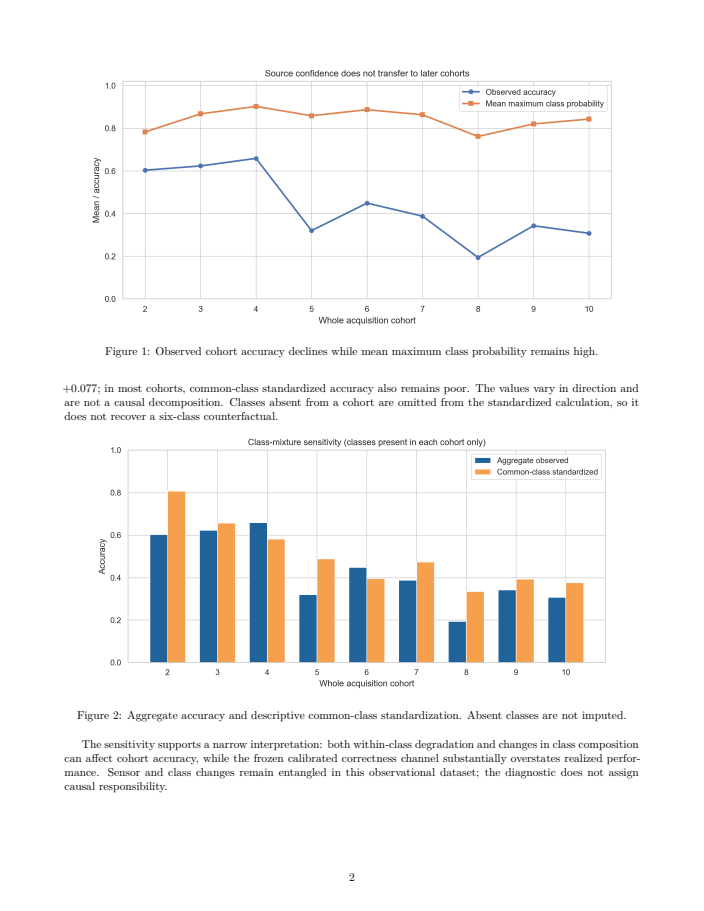 Source confidence does not transfer to later cohorts
Observed accuracy
Mean maximum class probability
Mean / accuracy
1.0
0.8
0.6
0.4
0.2
0.0
2 3 4 5 6 7 8 9 10
Whole acquisition cohort
Figure 1: Observed cohort accuracy declines while mean maximum class probability remains high.
+0.077; in most cohorts, common-class standardized accuracy also remains poor. The values vary in direction and
are not a causal decomposition. Classes absent from a cohort are omitted from the standardized calculation, so it
does not recover a six-class counterfactual.
Class-mixture sensitivity (classes present in each cohort only)
Aggregate observed
Common-class standardized
Accuracy
1.0
0.8
0.6
0.4
0.2
0.0
2 3 4 5 6 7 8 9 10
Whole acquisition cohort
Figure 2: Aggregate accuracy and descriptive common-class standardization. Absent classes are not imputed.
The sensitivity supports a narrow interpretation: both within-class degradation and changes in class composition
can affect cohort accuracy, while the frozen calibrated correctness channel substantially overstates realized perfor-
mance. Sensor and class changes remain entangled in this observational dataset; the diagnostic does not assign
causal responsibility.
2